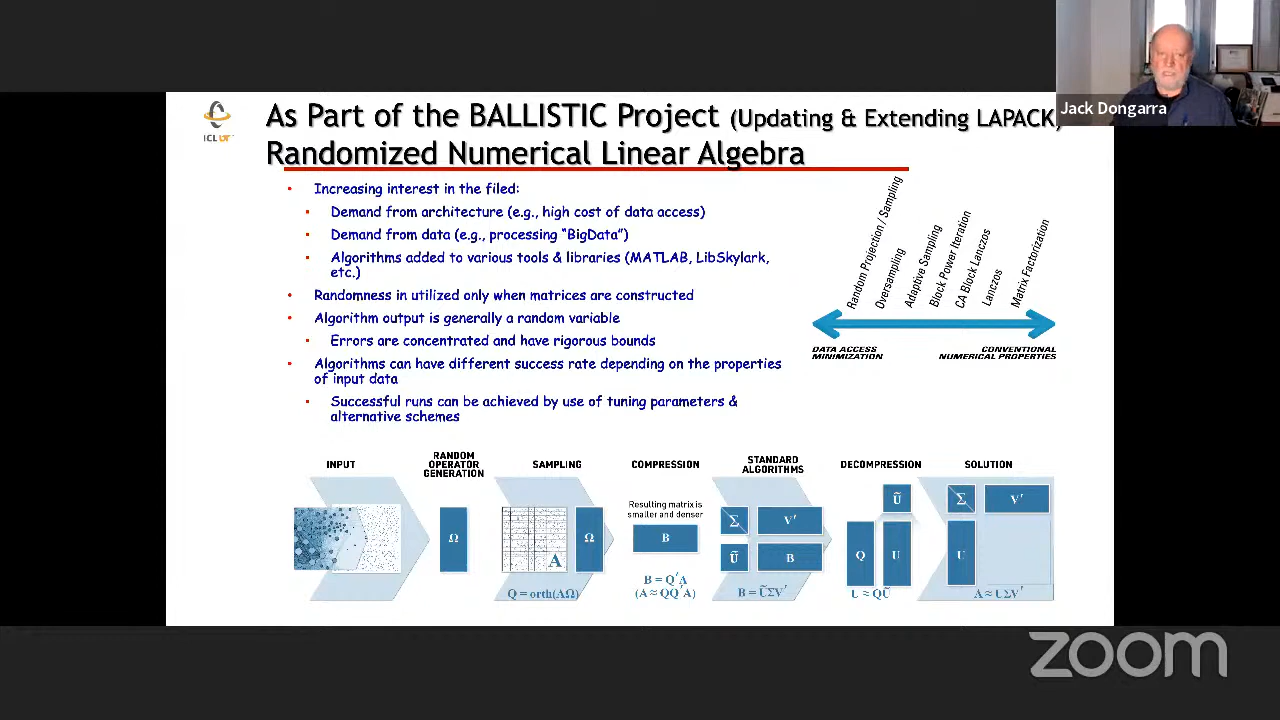 Jack Dongarra
ICL UT
As Part of the BALLISTIC Project (Updating & Extending LAPACK)
Randomized Numerical Linear Algebra
• Increasing interest in the filed:
• Demand from architecture (e.g., high cost of data access)
• Demand from data (e.g., processing “BigData”)
• Algorithms added to various tools & libraries (MATLAB, LibSkylark,
etc.)
• Randomness in utilized only when matrices are constructed
• Algorithm output is generally a random variable
• Errors are concentrated and have rigorous bounds
• Algorithms can have different success rate depending on the properties
of input data
• Successful runs can be achieved by use of tuning parameters &
alternative schemes
Random Projection / Sampling
Oversampling
Adaptive Sampling
Block Power Iteration
CA Block Lanczos
Lanczos
Matrix Factorization
DATA ACCESS
MINIMIZATION
CONVENTIONAL
NUMERICAL PROPERTIES
INPUT
RANDOM
OPERATOR
GENERATION
Ω
SAMPLING
A
Ω
Q = orth(AΩ)
COMPRESSION
Resulting matrix is
smaller and denser
B
B = Q′A
(A ≈ QQ′A)
STANDARD
ALGORITHMS
Σ
V′
Ũ
B
B = ŨΣV′
DECOMPRESSION
Ũ
Q
U
U ≈ QŨ
SOLUTION
Σ
V′
U
A ≈ UΣV′
zoom